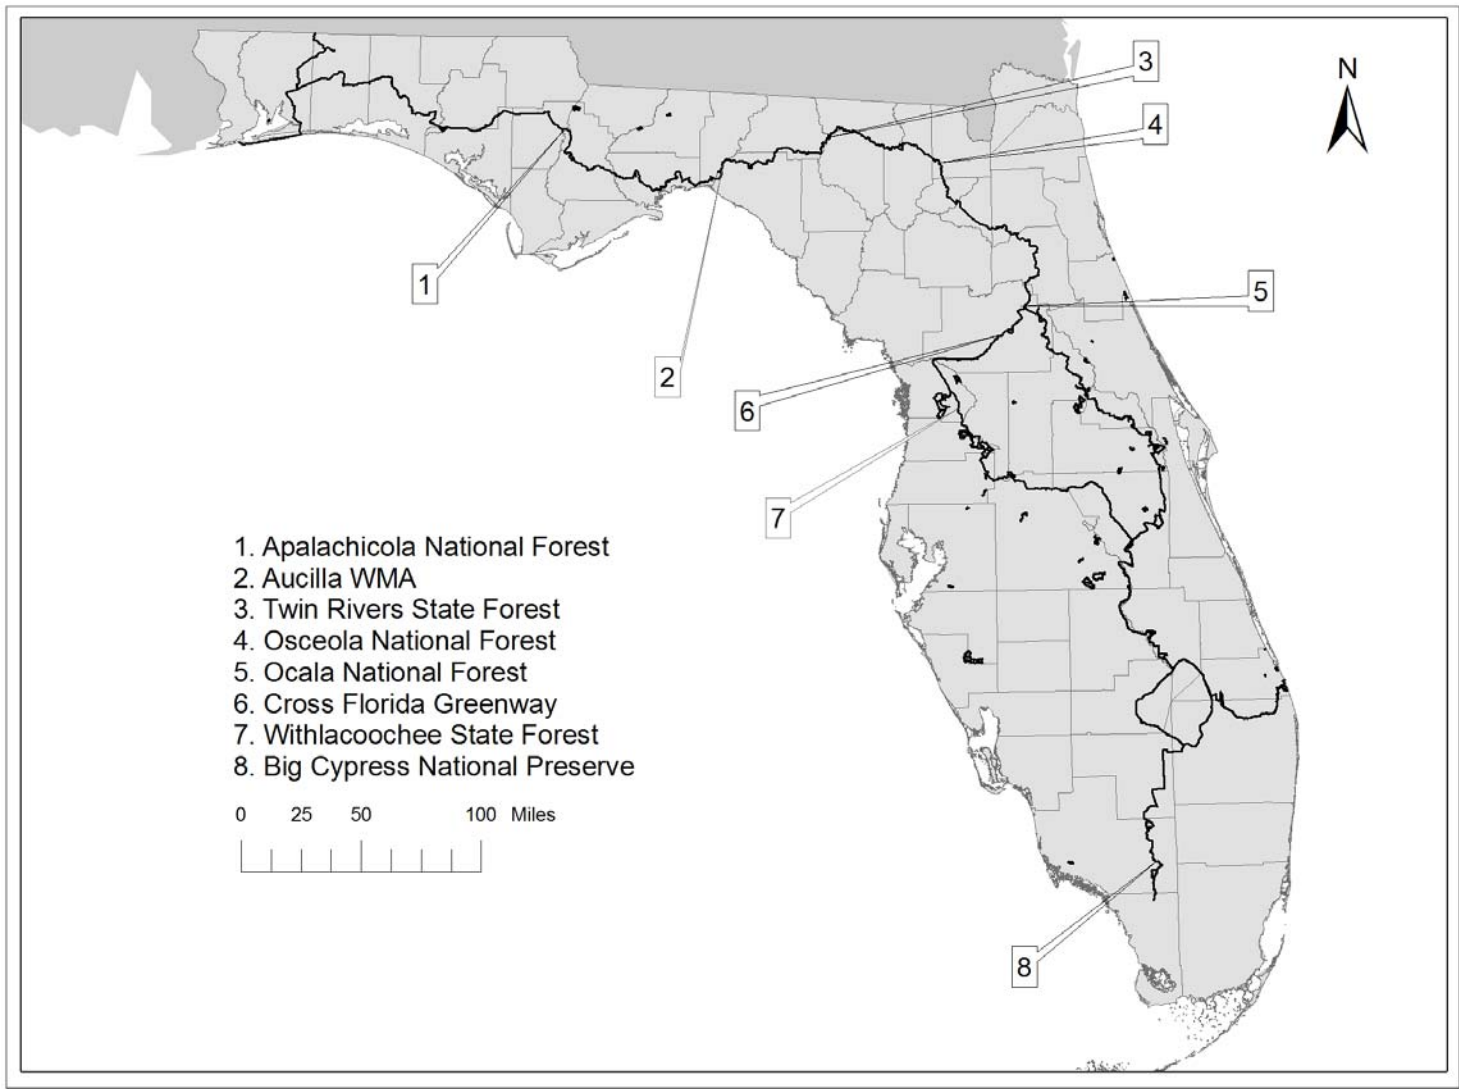 N
3
4
1
5
2
6
7
1. Apalachicola National Forest
2. Aucilla WMA
3. Twin Rivers State Forest
4. Osceola National Forest
5. Ocala National Forest
6. Cross Florida Greenway
7. Withlacoochee State Forest
8. Big Cypress National Preserve
0 25 50 100 Miles
8